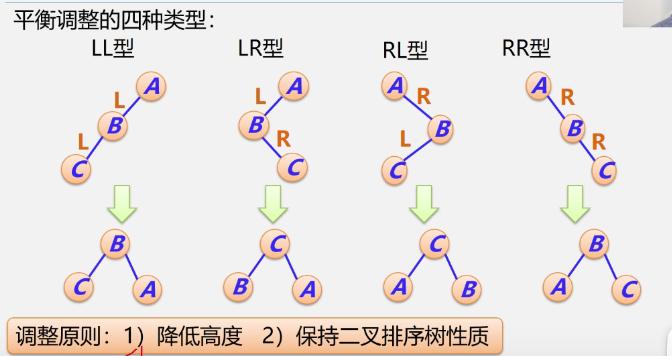 平衡调整的四种类型：
LL型 LR型 RL型 RR型
A A A A
L L R R
B B B B
L R L R
C C C C
B C C B
C A B A A B A C
调整原则：1）降低高度 2）保持二叉排序树性质